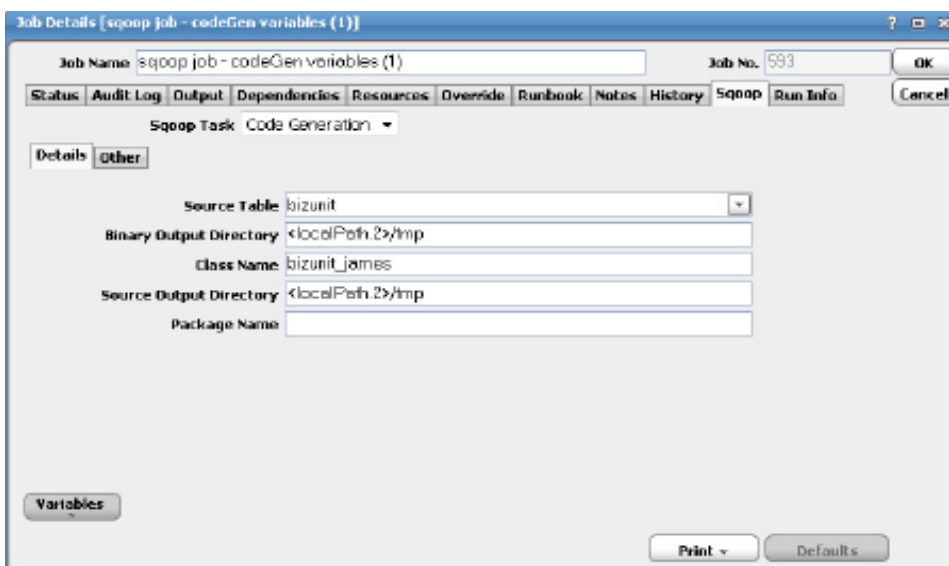 Job Details [sqoop job - codeGen variables (1)] ?
Job Name sqoop job - codeGen variables (1) Job No. 593 OK
Status Audit Log Output Dependencies Resources Override Runbook Notes History Sqoop Run Info Cancel
Sqoop Task Code Generation
Details Other
Source Table bizunit
Binary Output Directory <localPath.2>/tmp
Class Name bizunit_james
Source Output Directory <localPath.2>/tmp
Package Name
Variables
Print Defaults